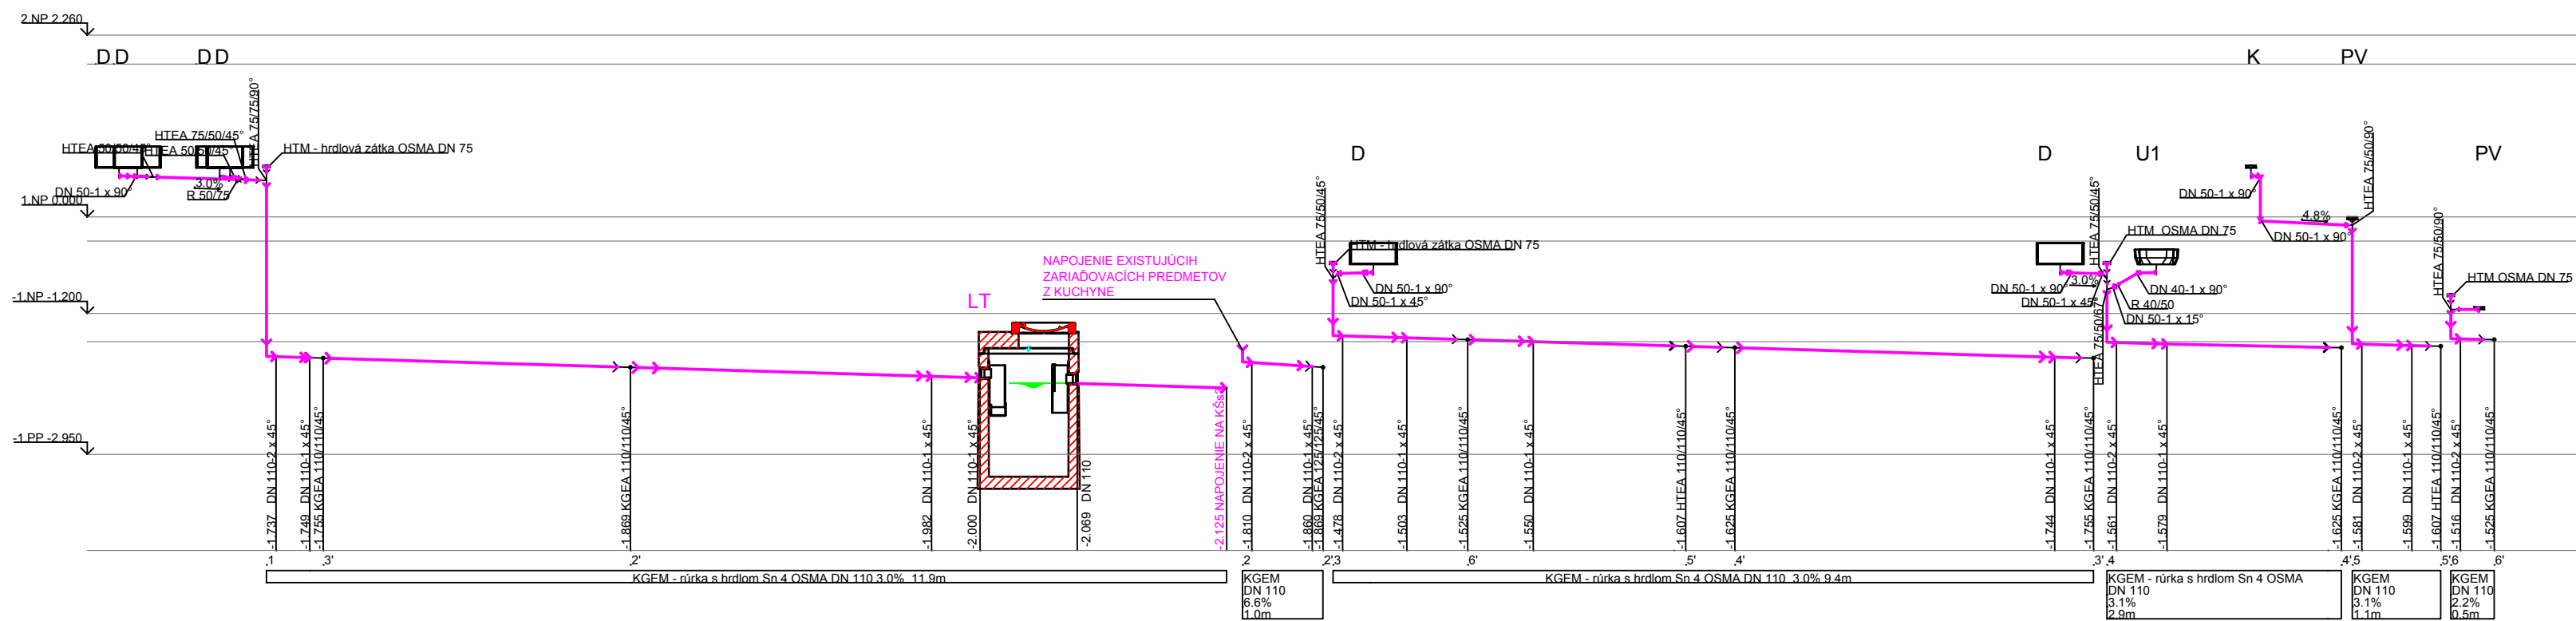 2.NP 2.260
D D
D D
K
PV
HTEA 75/75/90°
HTEA 75/50/45°
HTEA 50/50/45°
HTEA 50/50/45°
HTM - hrdlová zátka OSMA DN 75
3.0%
DN 50-1 x 90°
R 50/75
1.NP 0.000
D
D
U1
PV
HTEA 75/50/45°
HTM - hrdlová zátka OSMA DN 75
DN 50-1 x 90°
DN 50-1 x 45°
HTEA 75/50/45°
HTM  OSMA DN 75
DN 50-1 x 90°
3.0%
DN 50-1 x 45°
DN 40-1 x 90°
R 40/50
DN 50-1 x 15°
HTEA 75/50/67°
DN 50-1 x 90°
4.8%
DN 50-1 x 90°
HTEA 75/50/90°
HTEA 75/50/90°
HTM OSMA DN 75
NAPOJENIE EXISTUJÚCIH
ZARIAĎOVACÍCH PREDMETOV
Z KUCHYNE
LT
-1.NP -1.200
-1.PP -2.950
-1.737  DN 110-2 x 45°
-1.749  DN 110-1 x 45°
-1.755 KGEA 110/110/45°
-1.869 KGEA 110/110/45°
-1.982  DN 110-1 x 45°
-2.000  DN 110-1 x 45°
-2.069  DN 110
-2.125 NAPOJENIE NA KŠs2
-1.810  DN 110-2 x 45°
-1.860  DN 110-1 x 45°
-1.869 KGEA 125/125/45°
-1.478  DN 110-2 x 45°
-1.503  DN 110-1 x 45°
-1.525 KGEA 110/110/45°
-1.550  DN 110-1 x 45°
-1.607 HTEA 110/110/45°
-1.625 KGEA 110/110/45°
-1.744  DN 110-1 x 45°
-1.755 KGEA 110/110/45°
-1.561  DN 110-2 x 45°
-1.579  DN 110-1 x 45°
-1.625 KGEA 110/110/45°
-1.581  DN 110-2 x 45°
-1.599  DN 110-1 x 45°
-1.607 HTEA 110/110/45°
-1.516  DN 110-2 x 45°
-1.525 KGEA 110/110/45°
.1 .3' .2' .2 .2' .3 .6' .5' .4' .3' .4 .4' .5 .5' .6 .6'
KGEM - rúrka s hrdlom Sn 4 OSMA DN 110 3.0%  11.9m
KGEM
DN 110
6.6%
1.0m
KGEM - rúrka s hrdlom Sn 4 OSMA DN 110  3.0% 9.4m
KGEM - rúrka s hrdlom Sn 4 OSMA
DN 110
3.1%
2.9m
KGEM
DN 110
3.1%
1.1m
KGEM
DN 110
2.2%
0.5m